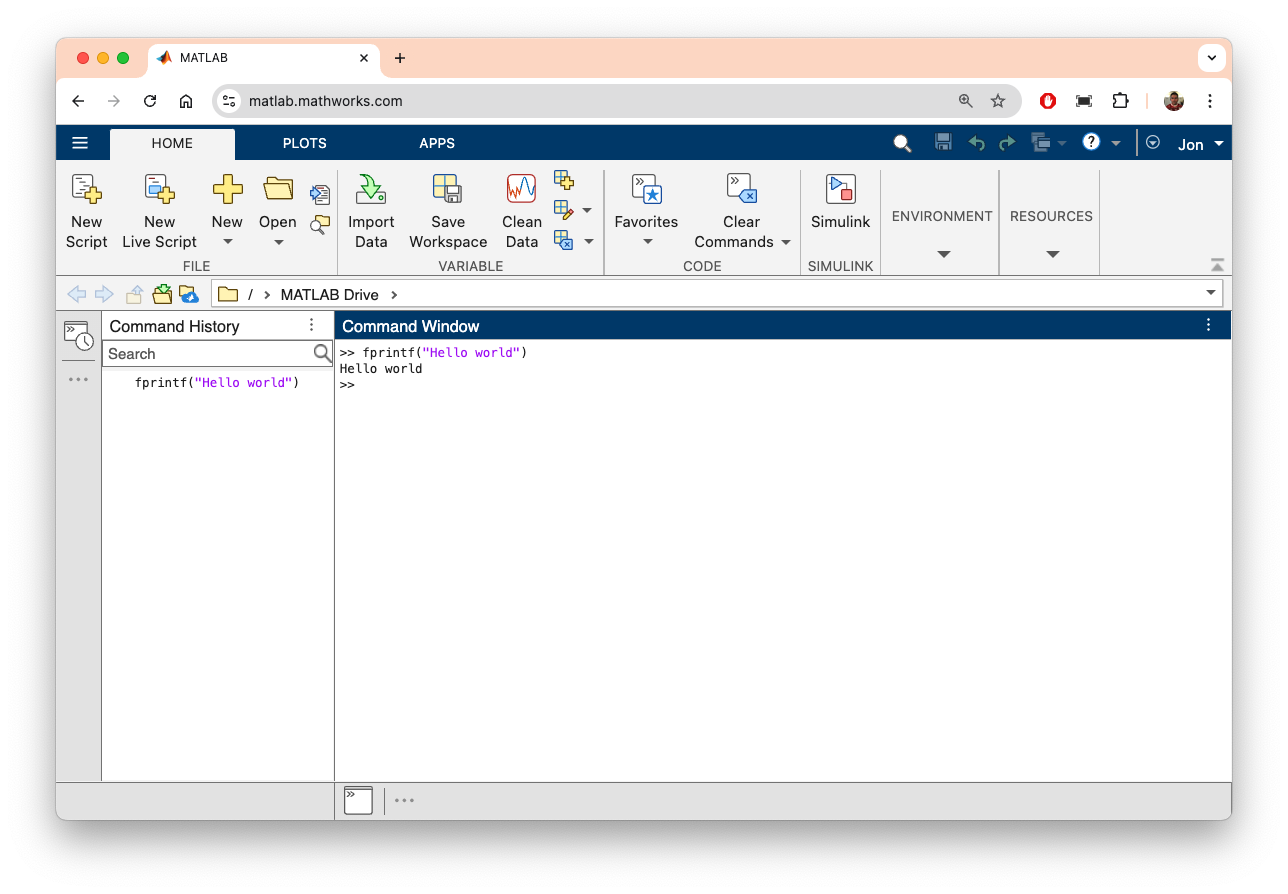 MATLAB
matlab.mathworks.com
HOME PLOTS APPS
? Jon
New Script
New Live Script
New
Open
FILE
Import Data
Save Workspace
Clean Data
VARIABLE
Favorites
Clear Commands
CODE
Simulink
SIMULINK
ENVIRONMENT
RESOURCES
/ › MATLAB Drive ›
Command History
Search
fprintf("Hello world")
Command Window
>> fprintf("Hello world")
Hello world
>>